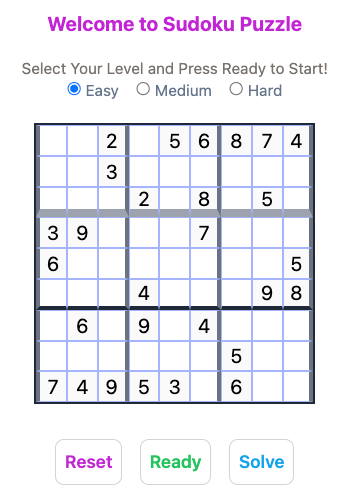 Welcome to Sudoku Puzzle
Select Your Level and Press Ready to Start!
Easy Medium Hard
2 5 6 8 7 4
3
2 8 5
3 9 7
6 5
4 9 8
6 9 4
5
7 4 9 5 3 6
Reset Ready Solve